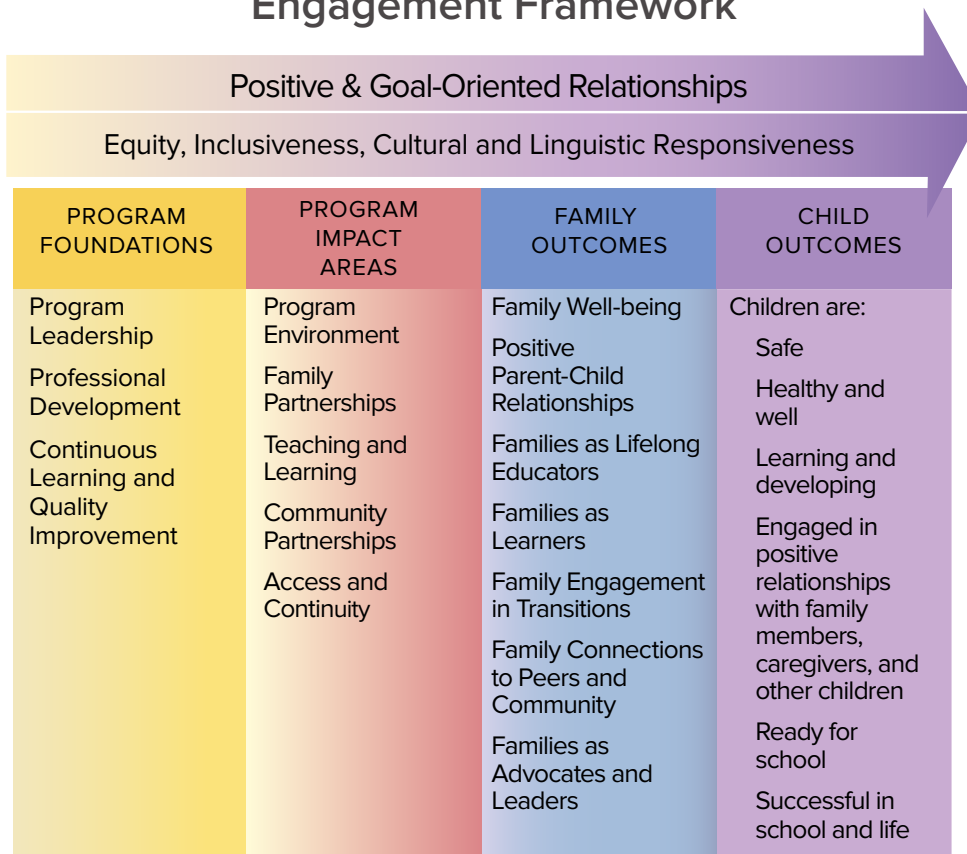 Engagement Framework
Positive & Goal-Oriented Relationships
Equity, Inclusiveness, Cultural and Linguistic Responsiveness
PROGRAM
FOUNDATIONS
Program
Leadership
Professional
Development
Continuous
Learning and
Quality
Improvement
PROGRAM
IMPACT
AREAS
Program
Environment
Family
Partnerships
Teaching and
Learning
Community
Partnerships
Access and
Continuity
FAMILY
OUTCOMES
Family Well-being
Positive
Parent-Child
Relationships
Families as Lifelong
Educators
Families as
Learners
Family Engagement
in Transitions
Family Connections
to Peers and
Community
Families as
Advocates and
Leaders
CHILD
OUTCOMES
Children are:
Safe
Healthy and
well
Learning and
developing
Engaged in
positive
relationships
with family
members,
caregivers, and
other children
Ready for
school
Successful in
school and life